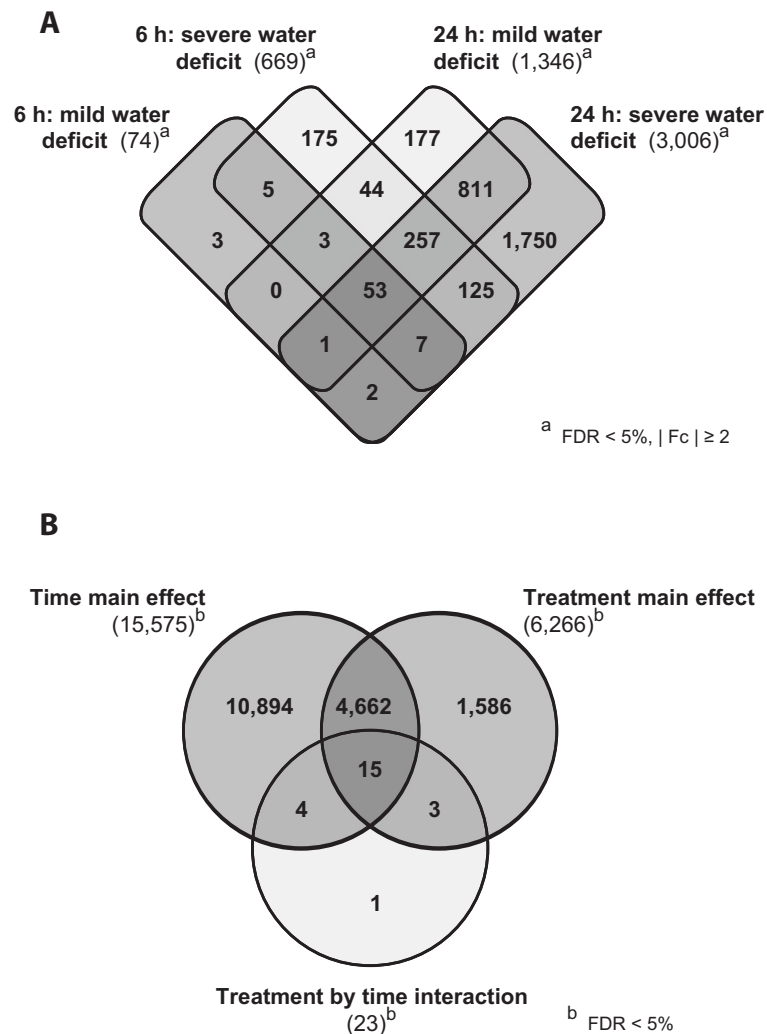 A
6 h: severe water
deficit (669)a
24 h: mild water
deficit (1,346)a
6 h: mild water
deficit (74)a
24 h: severe water
deficit (3,006)a
175
177
5
44
811
3
3
257
1,750
0
53
125
1
7
2
a FDR < 5%, | Fc | ≥ 2
B
Time main effect
(15,575)b
Treatment main effect
(6,266)b
10,894
4,662
1,586
15
4
3
1
Treatment by time interaction
(23)b
b FDR < 5%